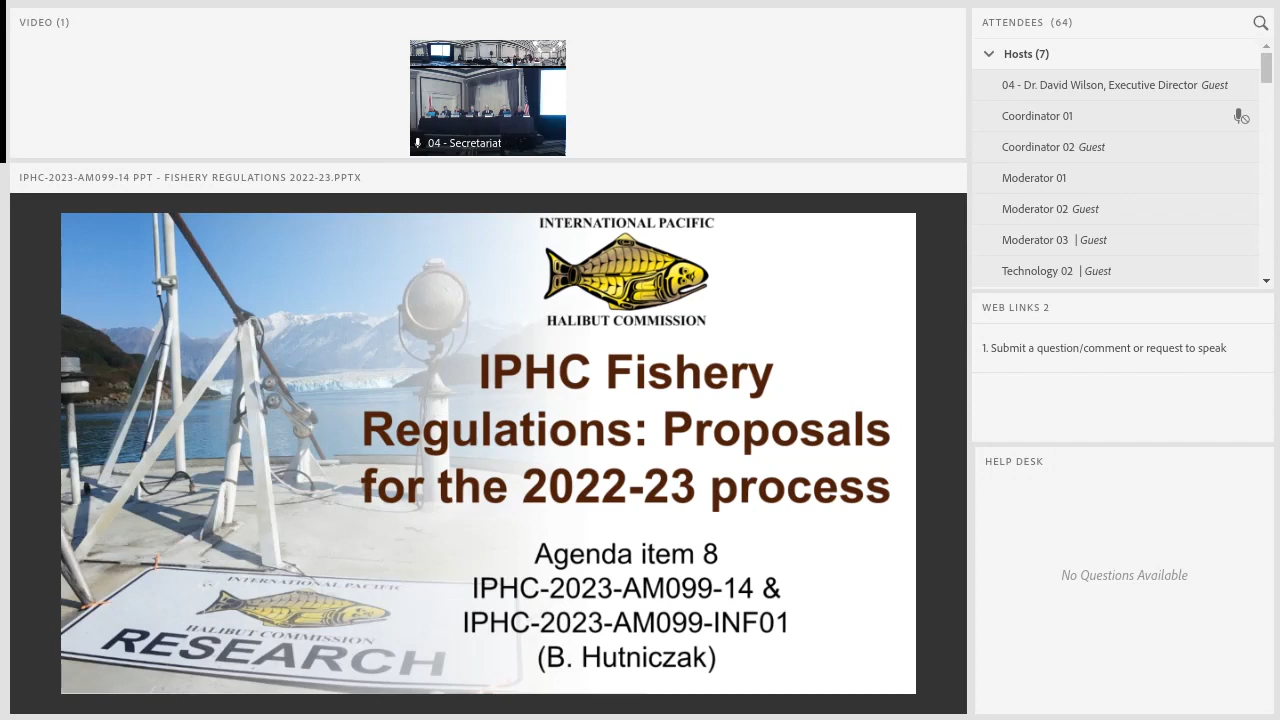 VIDEO (1)
04 - Secretariat
IPHC-2023-AM099-14 PPT - FISHERY REGULATIONS 2022-23.PPTX
INTERNATIONAL PACIFIC
HALIBUT COMMISSION
IPHC Fishery
Regulations: Proposals
for the 2022-23 process
Agenda item 8
IPHC-2023-AM099-14 &
IPHC-2023-AM099-INF01
(B. Hutniczak)
INTERNATIONAL PACIFIC
HALIBUT COMMISSION
RESEARCH
ATTENDEES (64)
Hosts (7)
04 - Dr. David Wilson, Executive Director Guest
Coordinator 01
Coordinator 02 Guest
Moderator 01
Moderator 02 Guest
Moderator 03 | Guest
Technology 02 | Guest
WEB LINKS 2
1. Submit a question/comment or request to speak
HELP DESK
No Questions Available